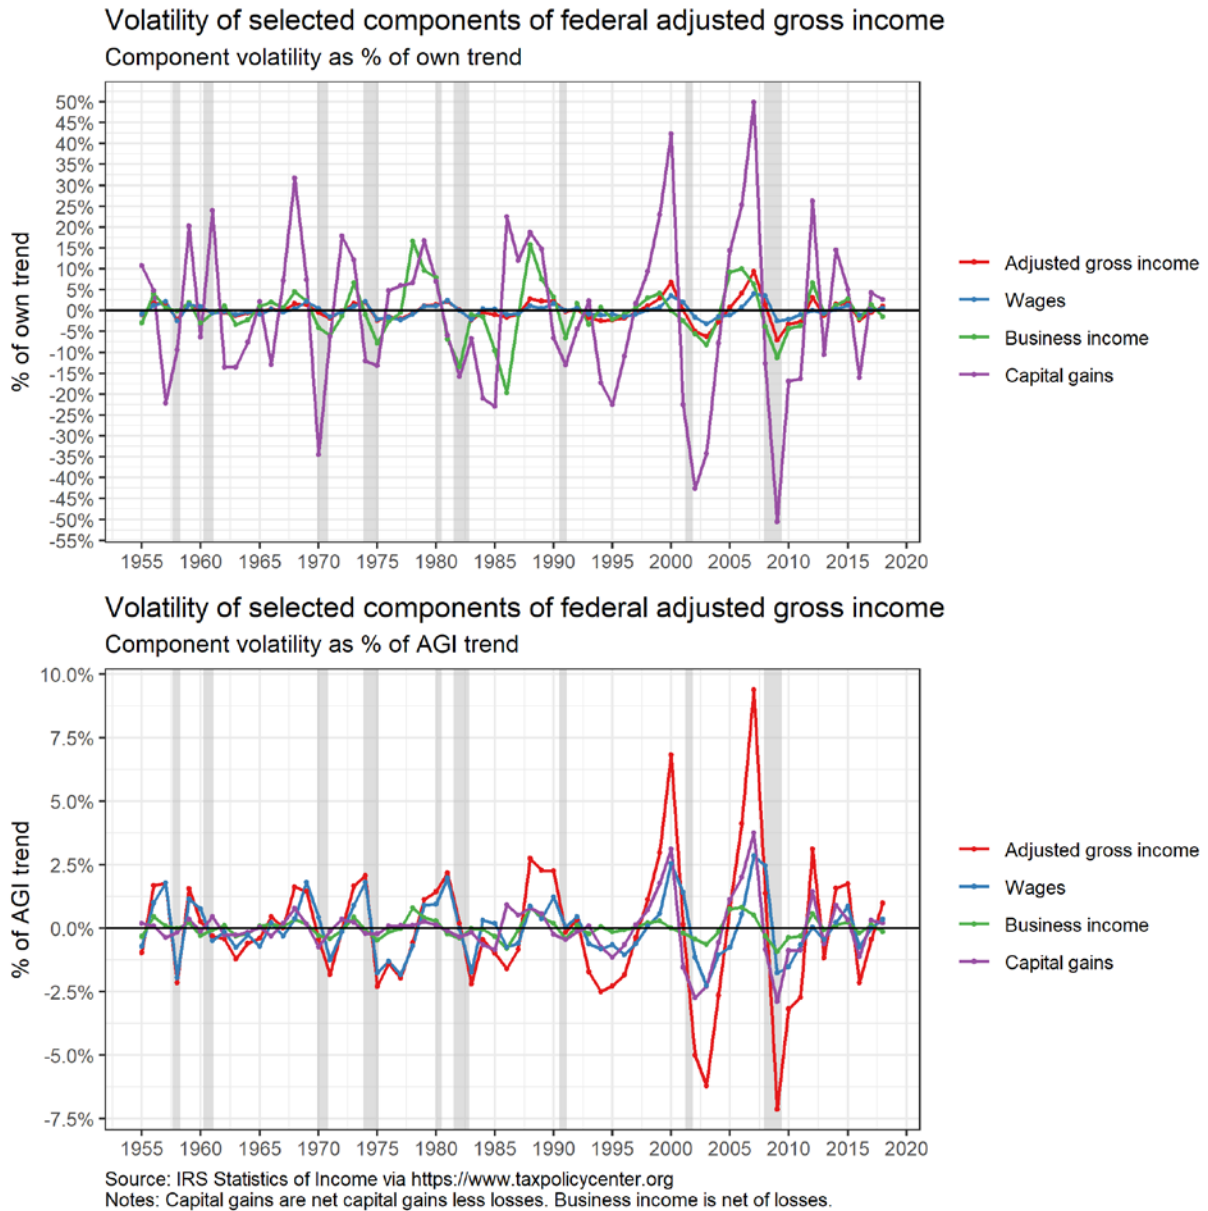 Volatility of selected components of federal adjusted gross income
Component volatility as % of own trend
% of own trend
50%
45%
40%
35%
30%
25%
20%
15%
10%
5%
0%
-5%
-10%
-15%
-20%
-25%
-30%
-35%
-40%
-45%
-50%
-55%
1955 1960 1965 1970 1975 1980 1985 1990 1995 2000 2005 2010 2015 2020
Adjusted gross income
Wages
Business income
Capital gains
Volatility of selected components of federal adjusted gross income
Component volatility as % of AGI trend
% of AGI trend
10.0%
7.5%
5.0%
2.5%
0.0%
-2.5%
-5.0%
-7.5%
1955 1960 1965 1970 1975 1980 1985 1990 1995 2000 2005 2010 2015 2020
Adjusted gross income
Wages
Business income
Capital gains
Source: IRS Statistics of Income via https://www.taxpolicycenter.org
Notes: Capital gains are net capital gains less losses. Business income is net of losses.